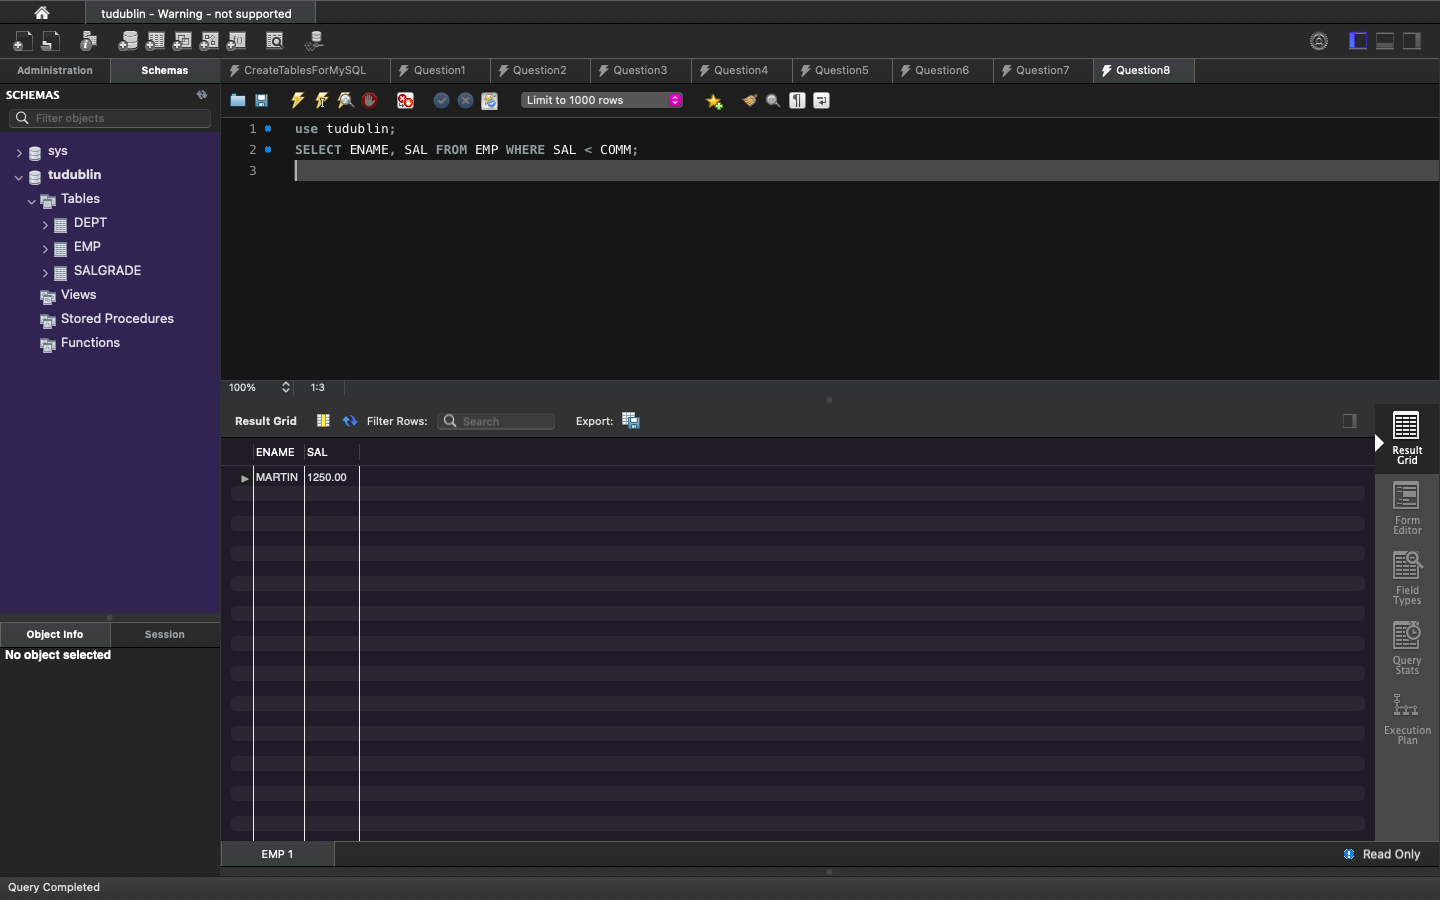 tudublin - Warning - not supported
Administration Schemas CreateTablesForMySQL Question1 Question2 Question3 Question4 Question5 Question6 Question7 Question8
SCHEMAS
Filter objects
Limit to 1000 rows
sys
tudublin
Tables
DEPT
EMP
SALGRADE
Views
Stored Procedures
Functions
1 use tudublin;
2 SELECT ENAME, SAL FROM EMP WHERE SAL < COMM;
3
100% 1:3
Result Grid Filter Rows: Search Export:
ENAME SAL
MARTIN 1250.00
Result
Grid
Form
Editor
Field
Types
Query
Stats
Execution
Plan
Object Info Session
No object selected
EMP 1 Read Only
Query Completed